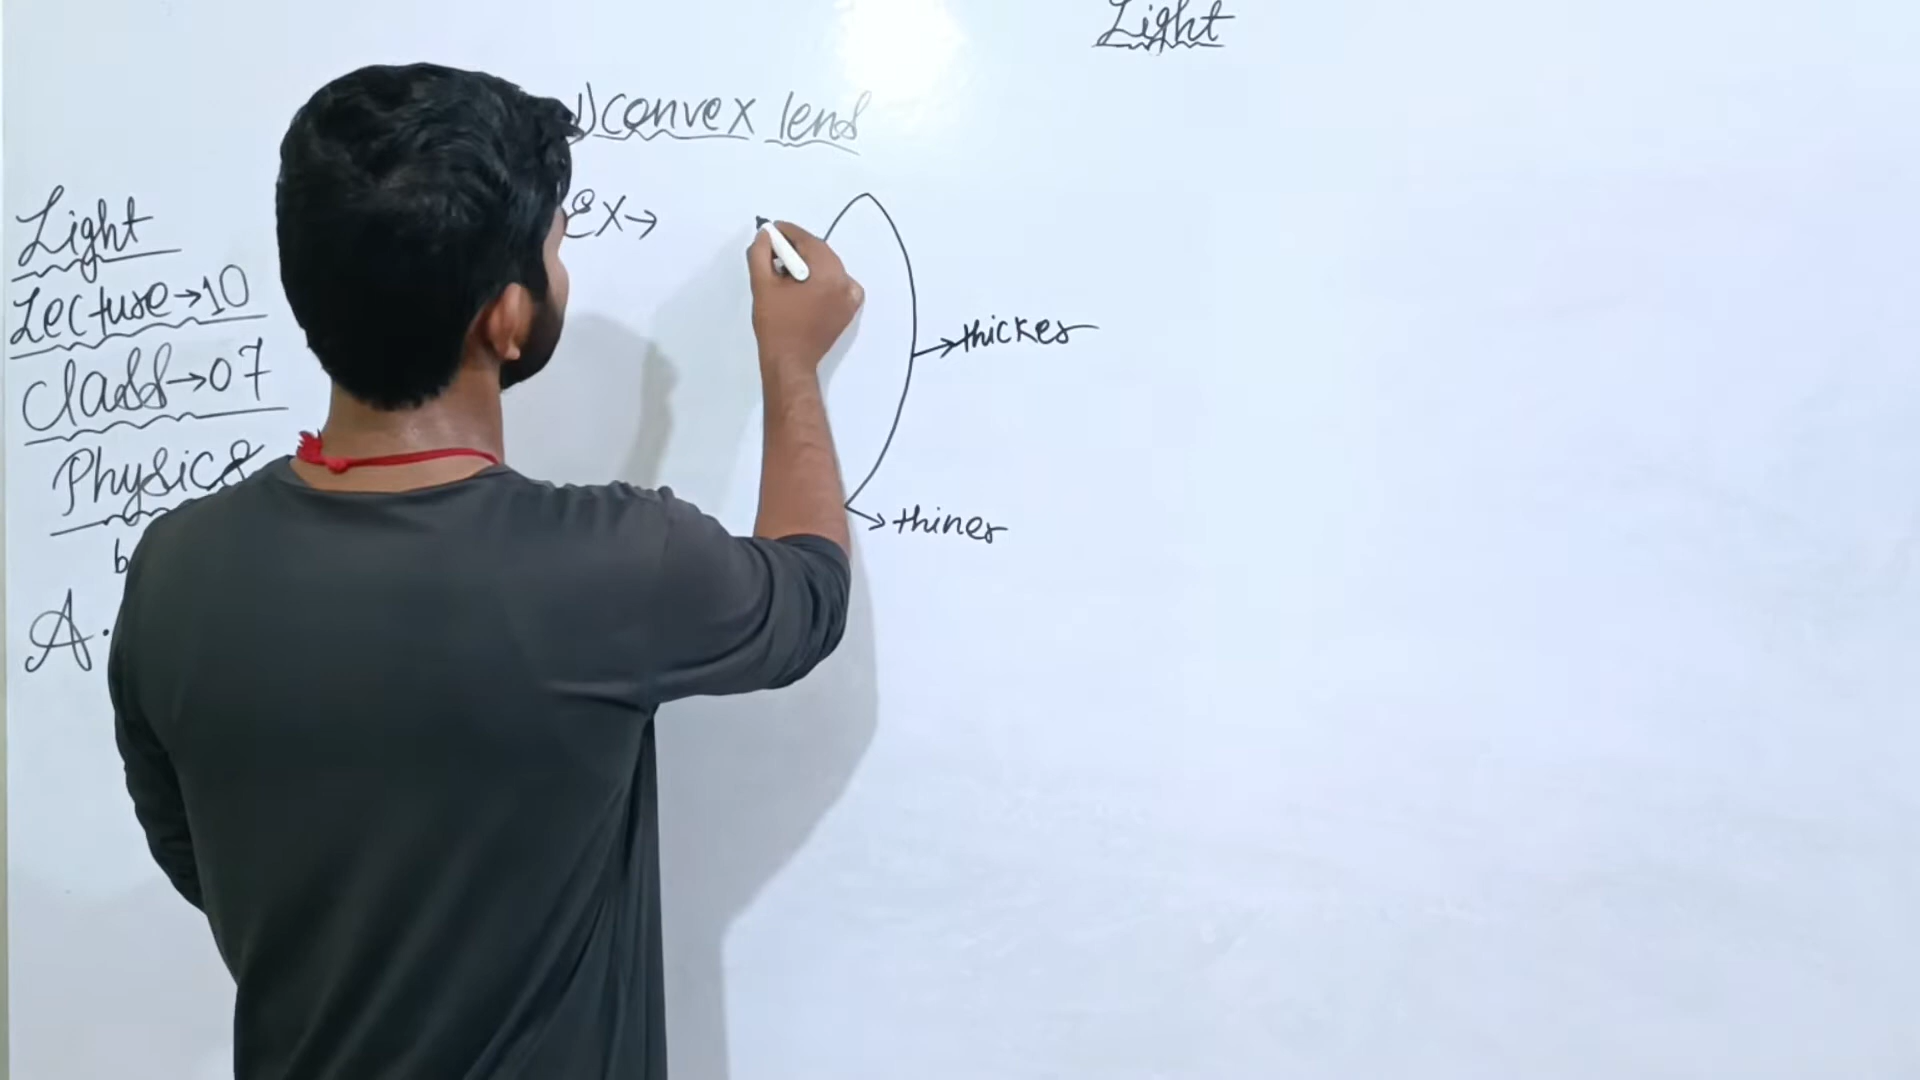 Light
1) convex lens
Ex→
Light
Lecture→10
Class→07
Physics
b
A.
thicker
thiner